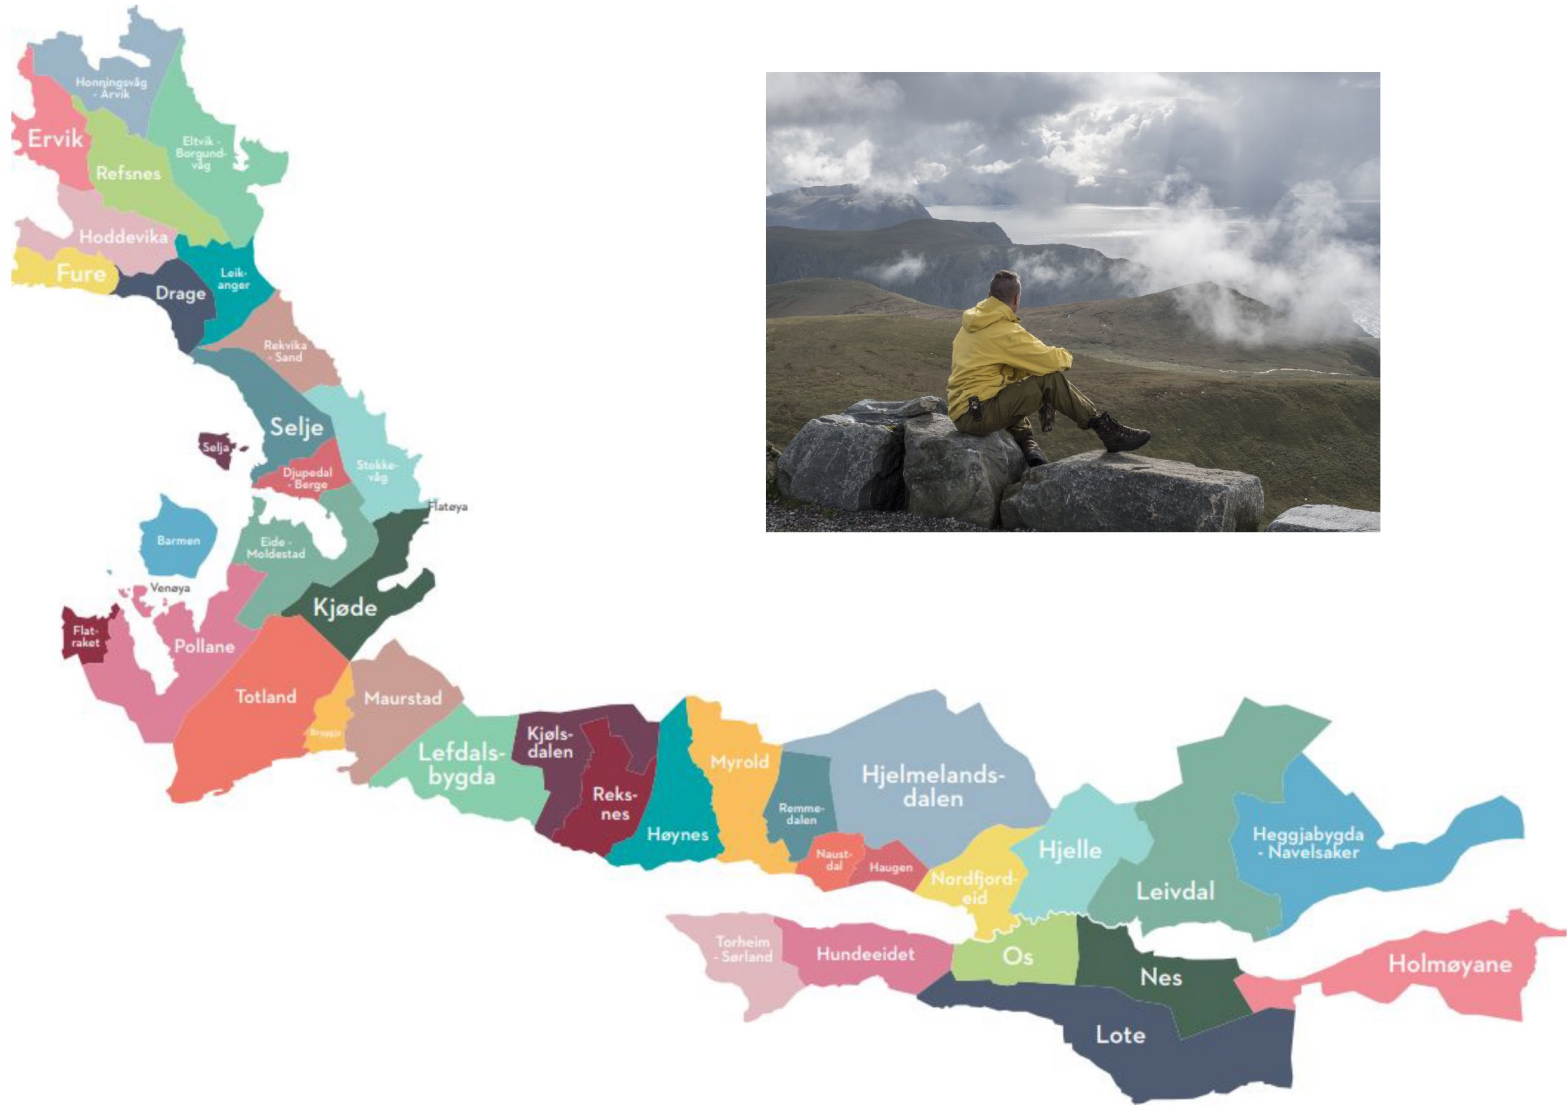 Honningsvåg
- Årvik
Ervik
Eltvik -
Borgund-
våg
Refsnes
Hoddevika
Fure
Leik-
anger
Drage
Rekvika
- Sand
Selje
Selja
Djupedal
- Berge
Stokke-
våg
Flatøya
Barmen
Eide -
Moldestad
Venøya
Kjøde
Flat-
raket
Pollane
Totland
Maurstad
Bryggja
Lefdals-
bygda
Kjøls-
dalen
Reks-
nes
Høynes
Myrold
Remme-
dalen
Hjelmelands-
dalen
Naust-
dal
Haugen
Nordfjord-
eid
Hjelle
Leivdal
Heggjabygda
- Navelsaker
Torheim
- Sørland
Hundeeidet
Os
Nes
Holmøyane
Lote